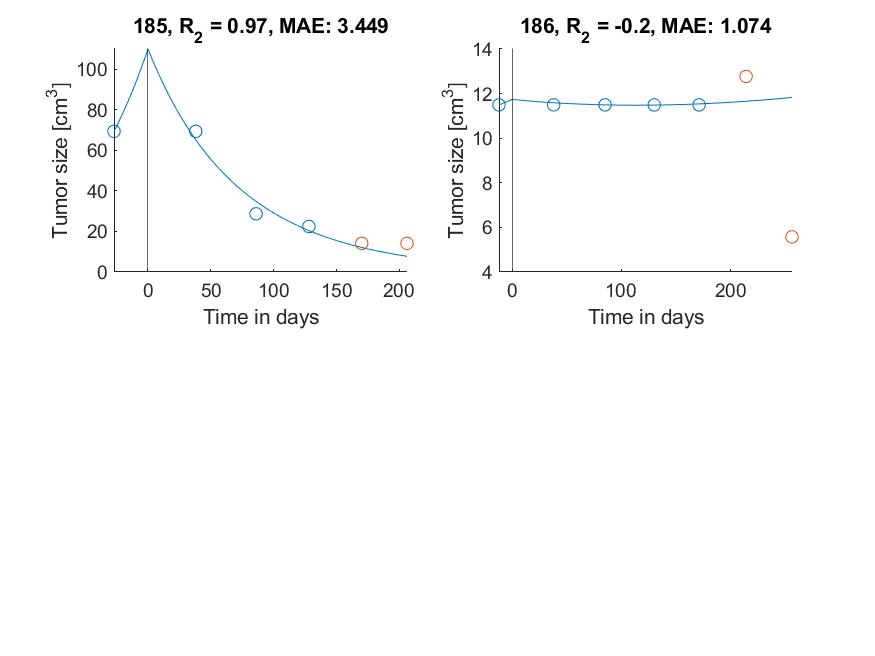 185, R2 = 0.97, MAE: 3.449
Tumor size [cm3]
100
80
60
40
20
0
0 50 100 150 200
Time in days
186, R2 = -0.2, MAE: 1.074
Tumor size [cm3]
14
12
10
8
6
4
0 100 200
Time in days